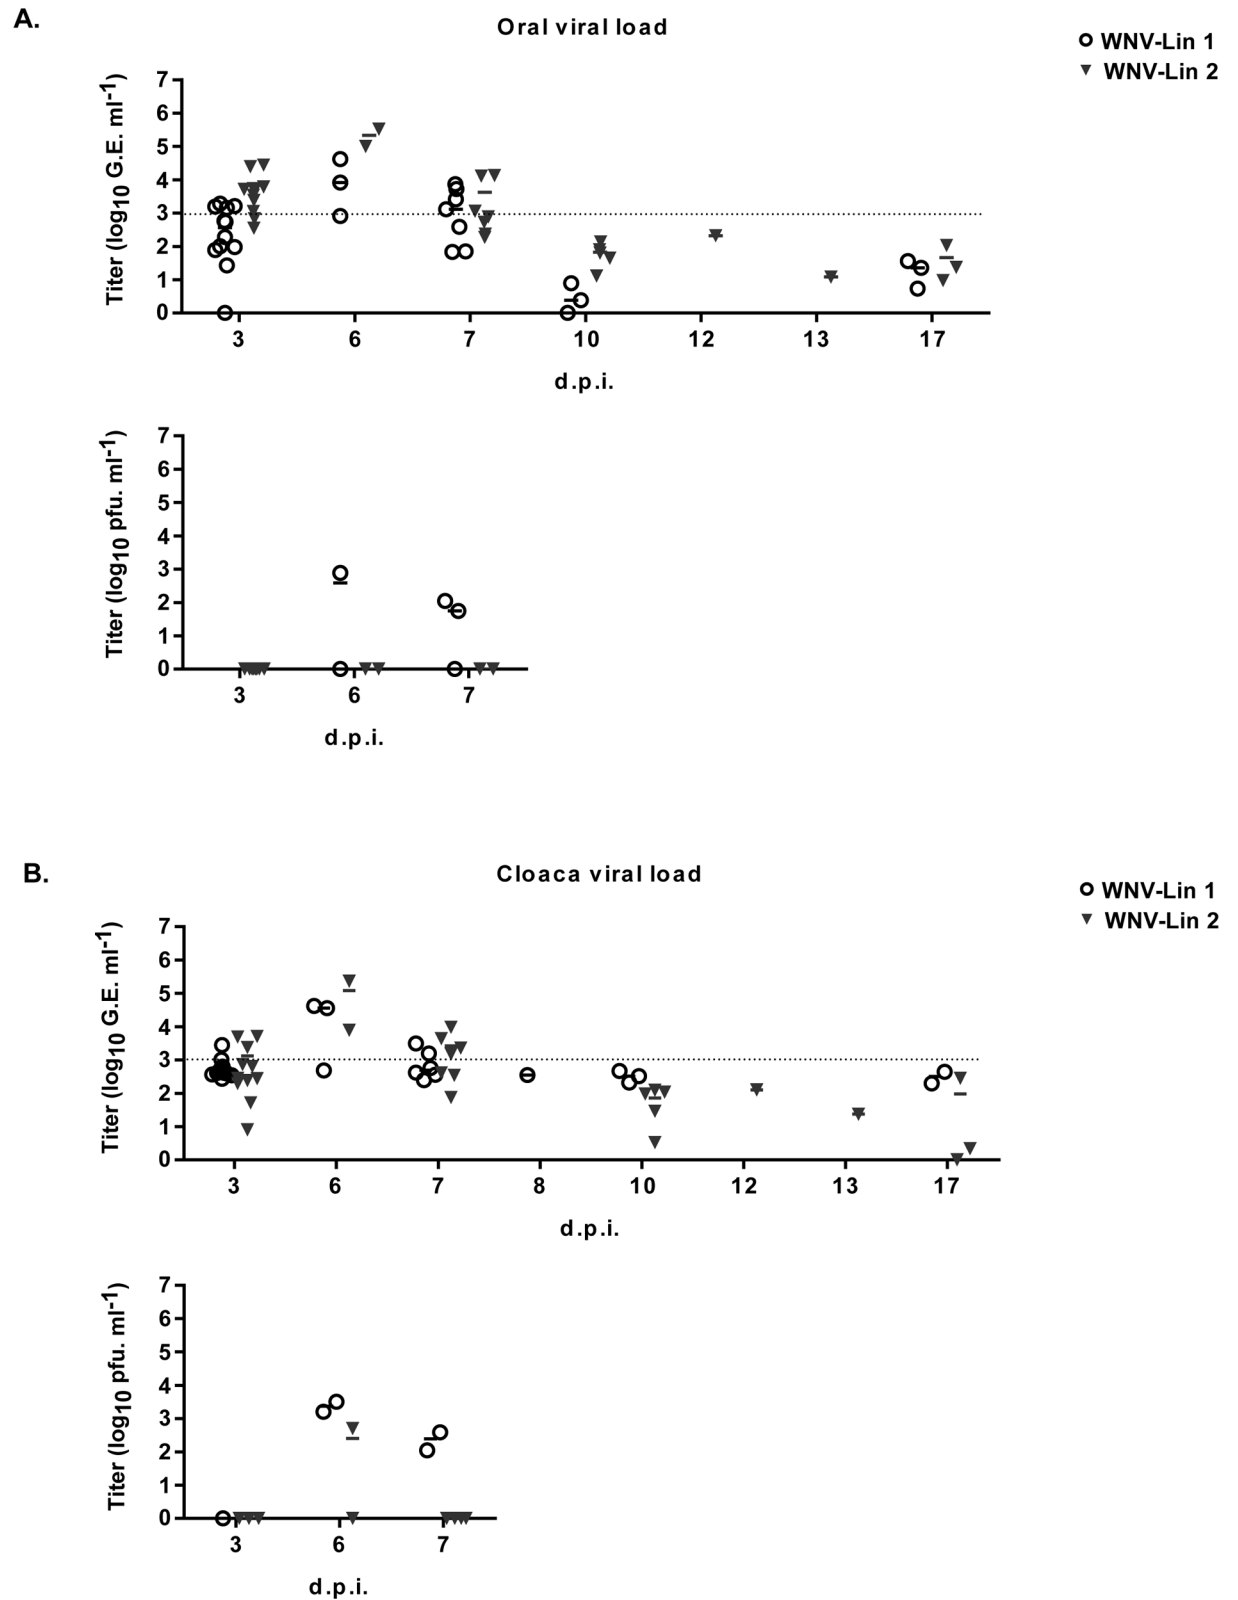 A.
Oral viral load
WNV-Lin 1
WNV-Lin 2
Titer (log10 G.E. ml-1)
7
6
5
4
3
2
1
0
3 6 7 10 12 13 17
d.p.i.
Titer (log10 pfu. ml-1)
7
6
5
4
3
2
1
0
3 6 7
d.p.i.
B.
Cloaca viral load
WNV-Lin 1
WNV-Lin 2
Titer (log10 G.E. ml-1)
7
6
5
4
3
2
1
0
3 6 7 8 10 12 13 17
d.p.i.
Titer (log10 pfu. ml-1)
7
6
5
4
3
2
1
0
3 6 7
d.p.i.